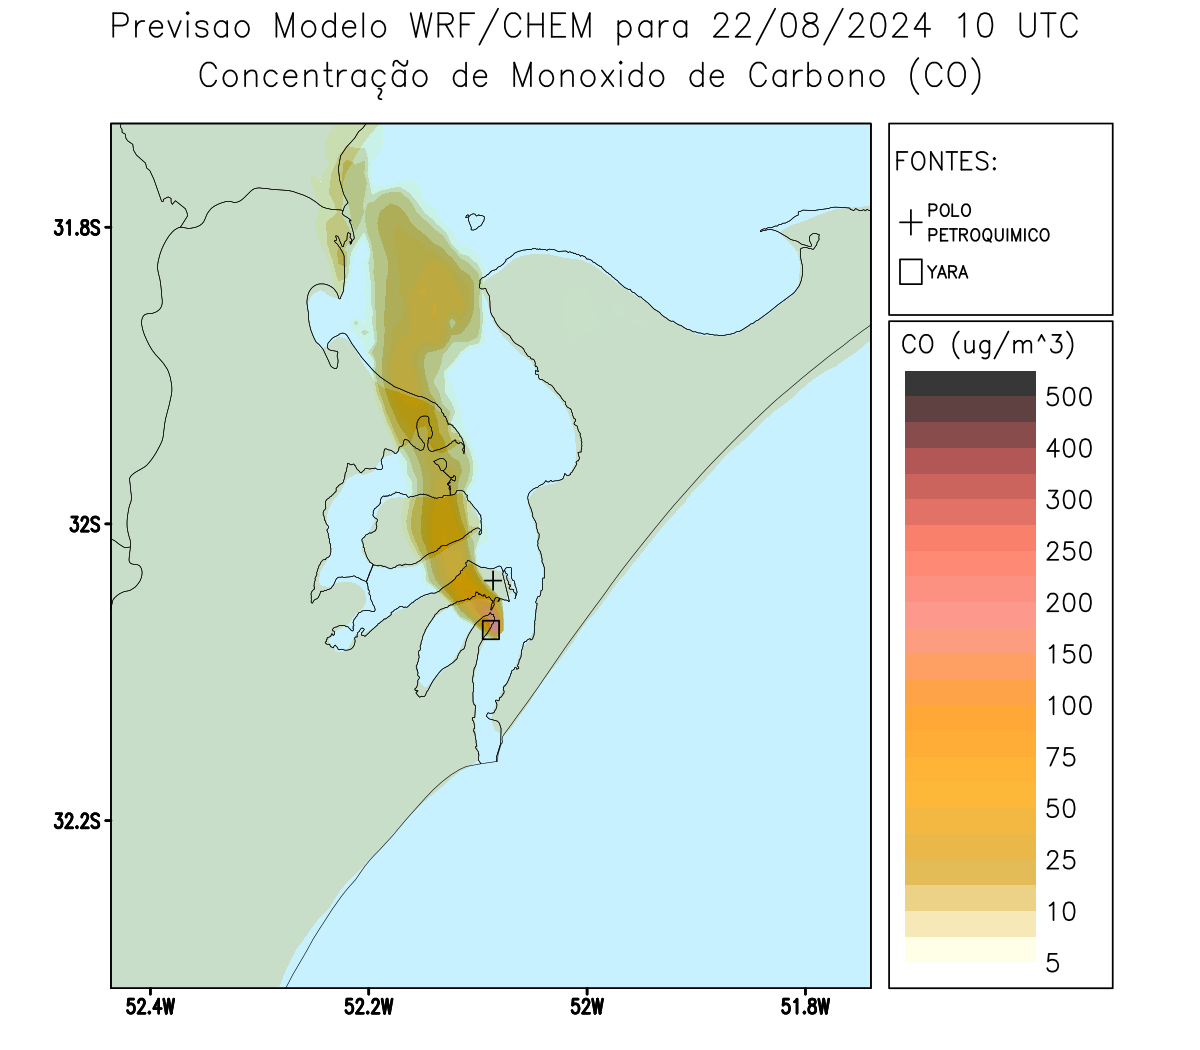 Previsao Modelo WRF/CHEM para 22/08/2024 10 UTC
Concentração de Monoxido de Carbono (CO)
FONTES:
POLO
PETROQUIMICO
YARA
CO (ug/m^3)
500
400
300
250
200
150
100
75
50
25
10
5
31.8S
32S
32.2S
52.4W
52.2W
52W
51.8W